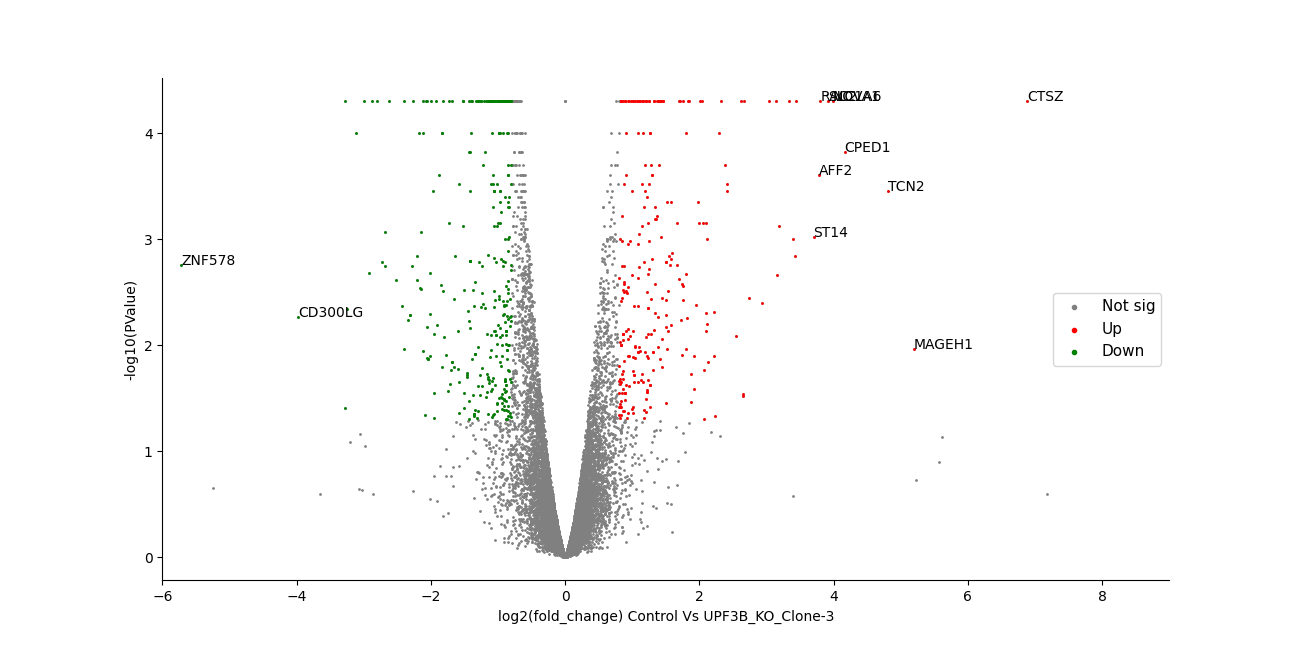 CTSZ
CPED1
AFF2
TCN2
ST14
ZNF578
CD300LG
MAGEH1
Not sig
Up
Down
-log10(PValue)
4
3
2
1
0
−6
−4
−2
0
2
4
6
8
log2(fold_change) Control Vs UPF3B_KO_Clone-3